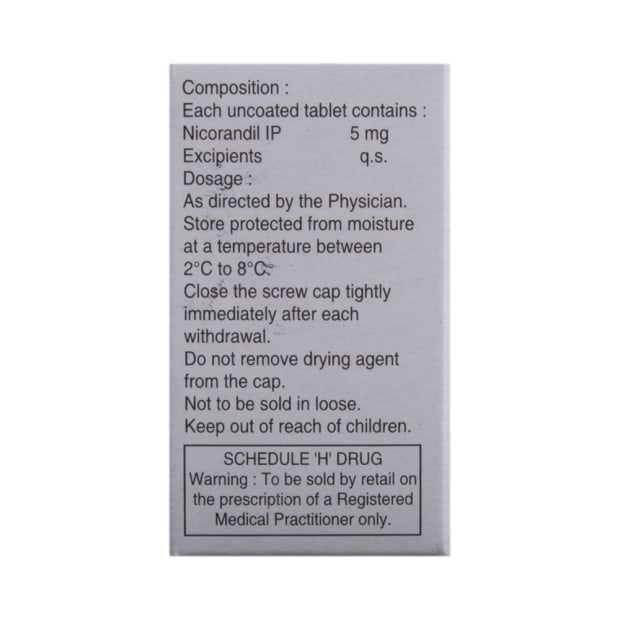 Composition :
Each uncoated tablet contains :
Nicorandil IP 5 mg
Excipients q.s.
Dosage :
As directed by the Physician.
Store protected from moisture
at a temperature between
2°C to 8°C.
Close the screw cap tightly
immediately after each
withdrawal.
Do not remove drying agent
from the cap.
Not to be sold in loose.
Keep out of reach of children.
SCHEDULE 'H' DRUG
Warning : To be sold by retail on
the prescription of a Registered
Medical Practitioner only.